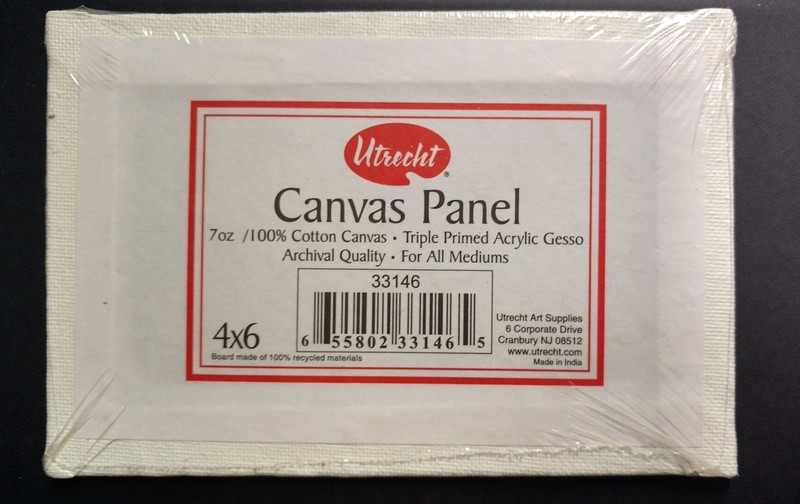 Utrecht®
Canvas Panel
7oz /100% Cotton Canvas • Triple Primed Acrylic Gesso
Archival Quality • For All Mediums
33146
6 55802 33146 5
4x6
Board made of 100% recycled materials
Utrecht Art Supplies
6 Corporate Drive
Cranbury NJ 08512
www.utrecht.com
Made in India